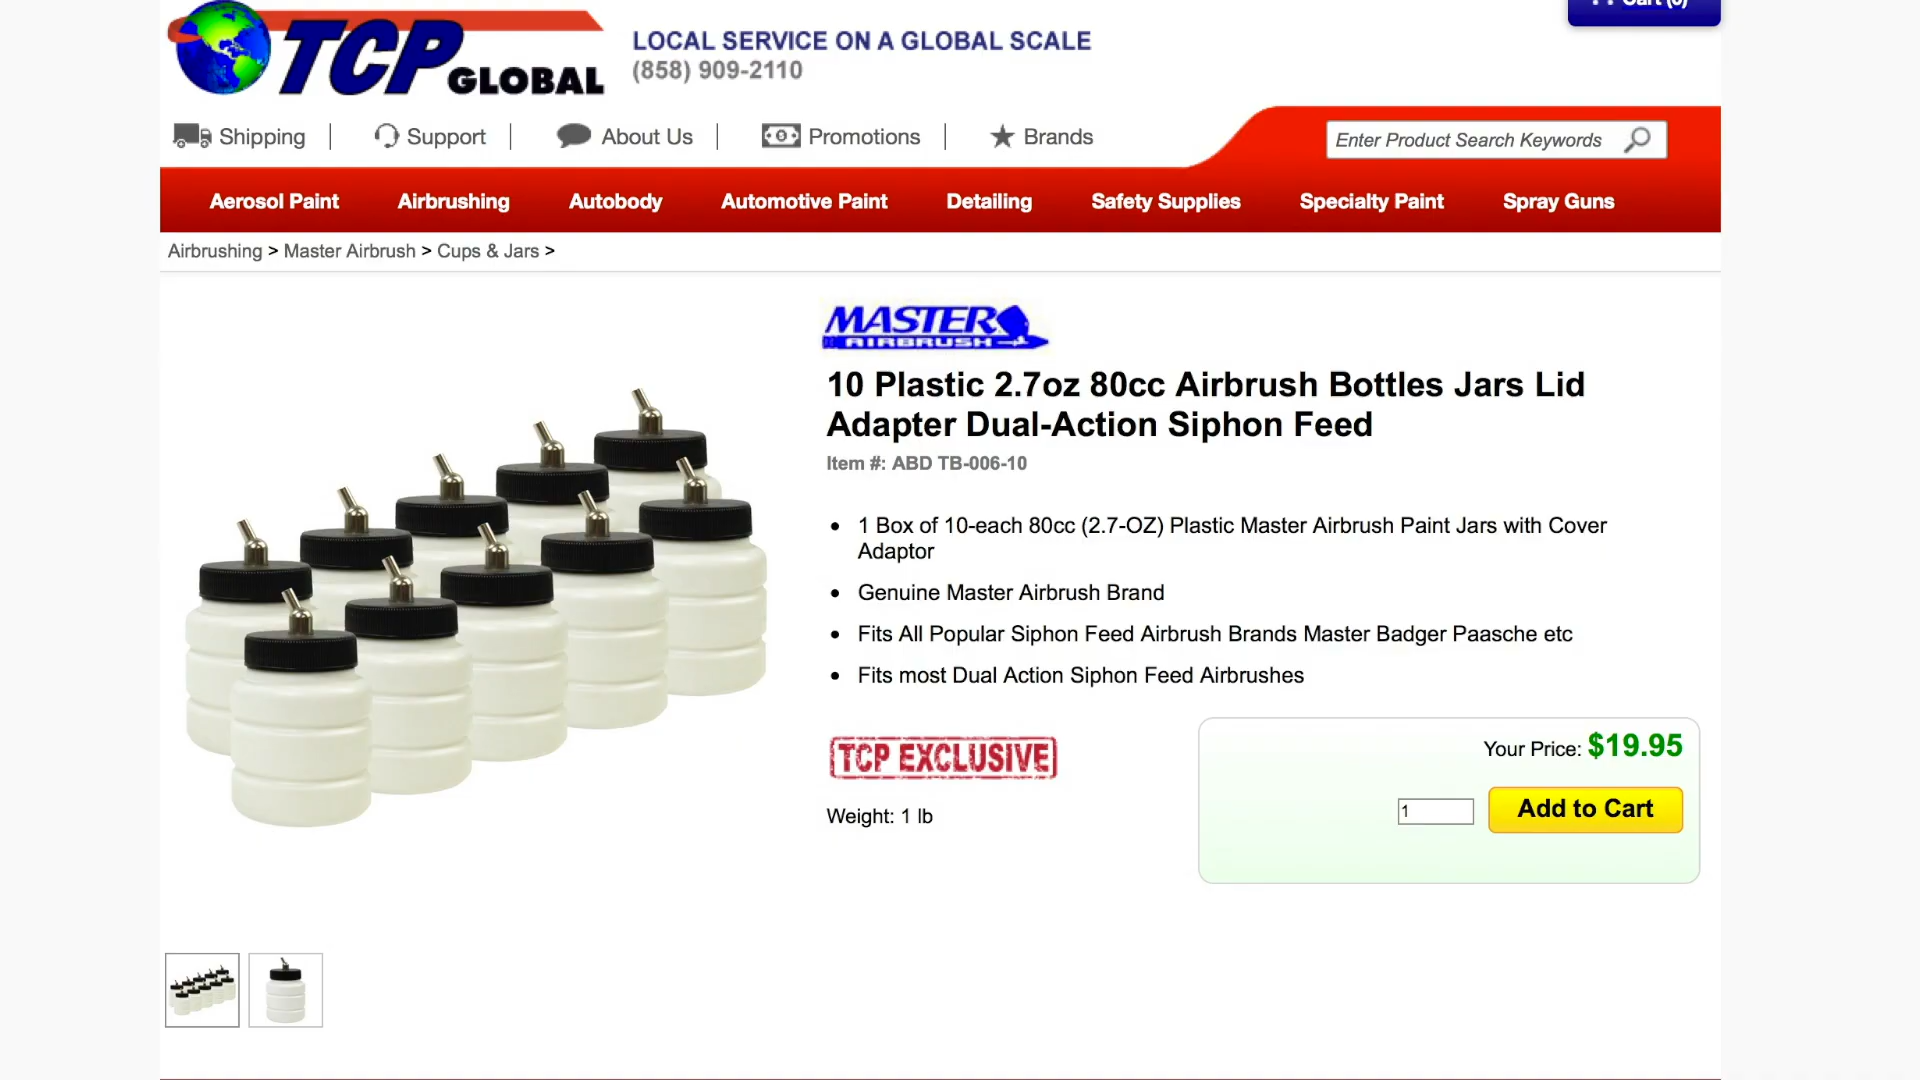 Cart (0)
TCP GLOBAL
LOCAL SERVICE ON A GLOBAL SCALE
(858) 909-2110
Shipping | Support | About Us | Promotions | Brands
Enter Product Search Keywords
Aerosol Paint Airbrushing Autobody Automotive Paint Detailing Safety Supplies Specialty Paint Spray Guns
Airbrushing > Master Airbrush > Cups & Jars >
MASTER
AIRBRUSH
10 Plastic 2.7oz 80cc Airbrush Bottles Jars Lid
Adapter Dual-Action Siphon Feed
Item #: ABD TB-006-10
• 1 Box of 10-each 80cc (2.7-OZ) Plastic Master Airbrush Paint Jars with Cover
Adaptor
• Genuine Master Airbrush Brand
• Fits All Popular Siphon Feed Airbrush Brands Master Badger Paasche etc
• Fits most Dual Action Siphon Feed Airbrushes
TCP EXCLUSIVE
Your Price: $19.95
1 Add to Cart
Weight: 1 lb